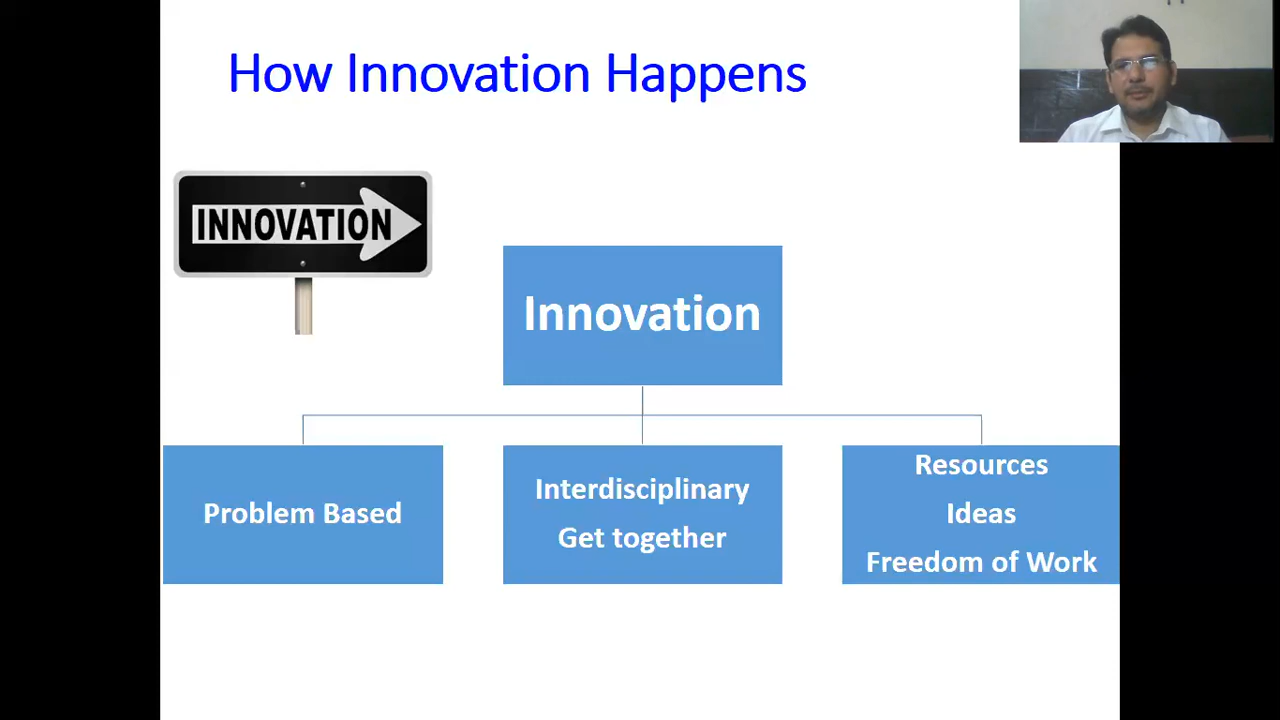 How Innovation Happens
INNOVATION
Innovation
Problem Based
Interdisciplinary
Get together
Resources
Ideas
Freedom of Work